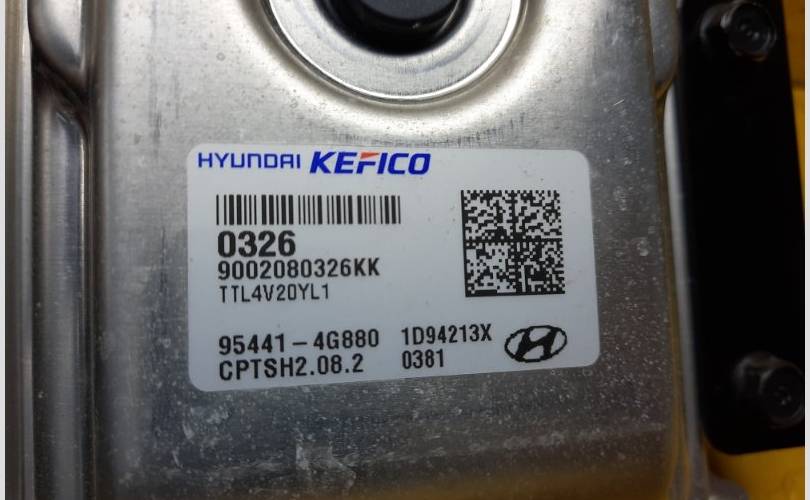 HYUNDAI KEFICO
0326
9002080326KK
TTL4V20YL1
95441-4G880 1D94213X
CPTSH2.08.2 0381